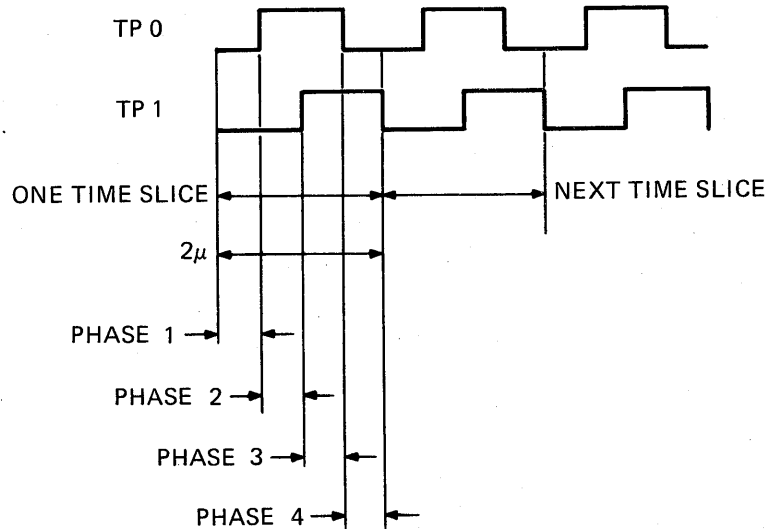 TP 0
TP 1
ONE TIME SLICE
NEXT TIME SLICE
2μ
PHASE 1
PHASE 2
PHASE 3
PHASE 4